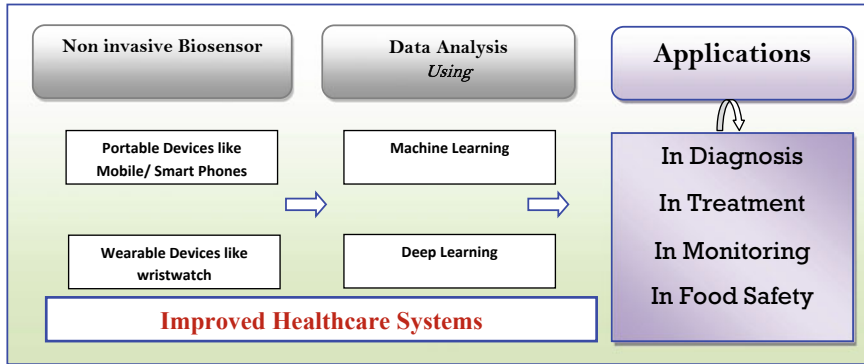 Non invasive Biosensor
Data Analysis
Using
Applications
Portable Devices like
Mobile/ Smart Phones
Machine Learning
Wearable Devices like
wristwatch
Deep Learning
In Diagnosis
In Treatment
In Monitoring
In Food Safety
Improved Healthcare Systems